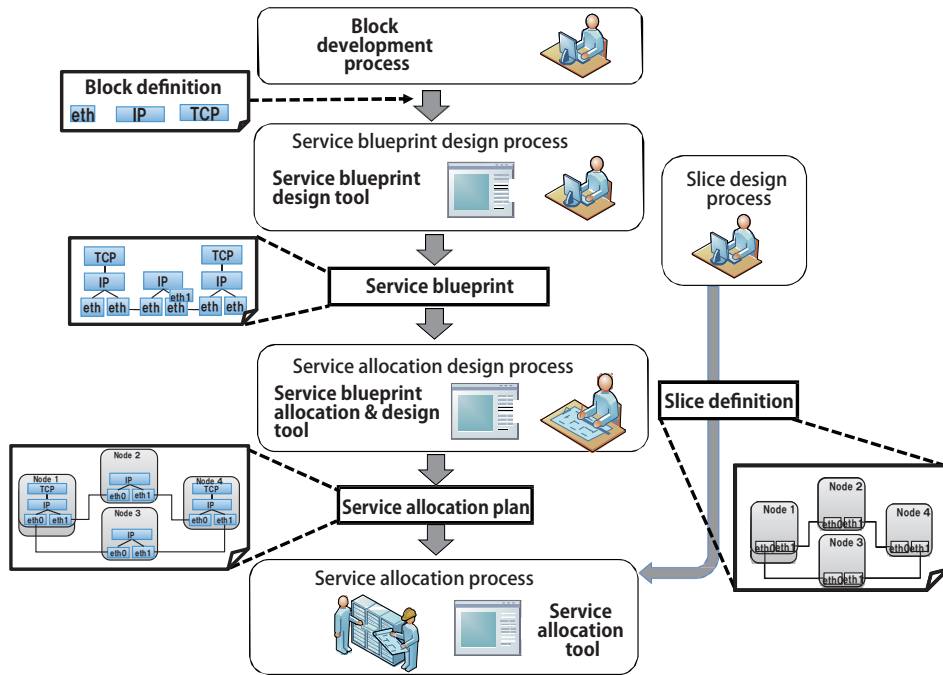 Block
development
process
Block definition
eth IP TCP
Service blueprint design process
Service blueprint
design tool
Slice design
process
TCP TCP
IP IP IP
eth1
eth eth eth eth eth eth
Service blueprint
Service allocation design process
Service blueprint
allocation & design
tool
Slice definition
Node 2
Node 1 Node 4
TCP IP TCP
IP eth0 eth1 IP
eth0 eth1 Node 3 eth0 eth1
IP
eth0 eth1
Service allocation plan
Node 2
Node 1 Node 4
eth0 eth1
eth0 eth1 Node 3 eth0 eth1
eth0 eth1
Service allocation process
Service
allocation
tool